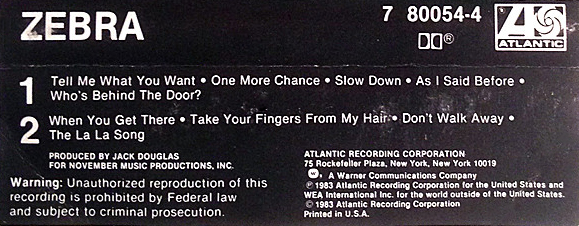 ZEBRA
7 80054-4
®
ATLANTIC
1 Tell Me What You Want • One More Chance • Slow Down • As I Said Before •
Who's Behind The Door?
2 When You Get There • Take Your Fingers From My Hair • Don't Walk Away •
The La La Song
PRODUCED BY JACK DOUGLAS
FOR NOVEMBER MUSIC PRODUCTIONS, INC.
Warning: Unauthorized reproduction of this
recording is prohibited by Federal law
and subject to criminal prosecution.
ATLANTIC RECORDING CORPORATION
75 Rockefeller Plaza, New York, New York 10019
A Warner Communications Company
℗ 1983 Atlantic Recording Corporation for the United States and
WEA International Inc. for the world outside of the United States.
© 1983 Atlantic Recording Corporation
Printed in U.S.A.